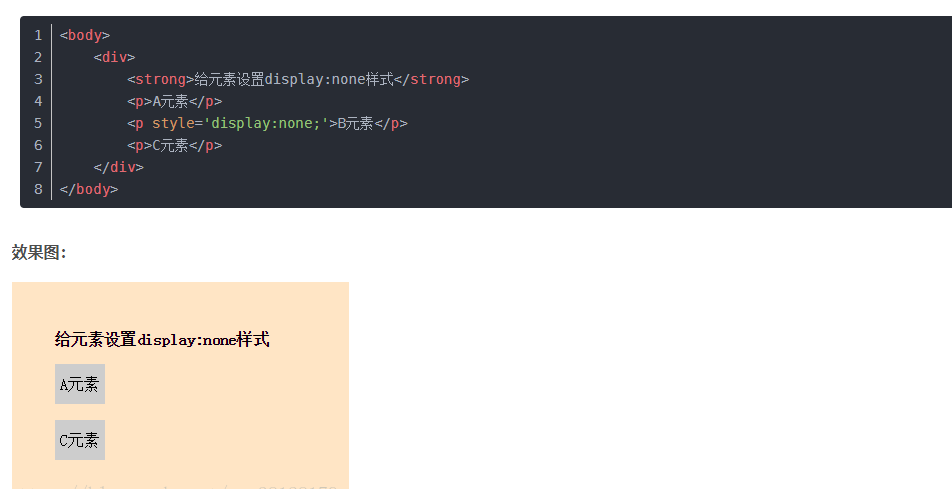 1 <body>
2 <div>
3 <strong>给元素设置display:none样式</strong>
4 <p>A元素</p>
5 <p style='display:none;'>B元素</p>
6 <p>C元素</p>
7 </div>
8 </body>
效果图：
给元素设置display:none样式
A元素
C元素